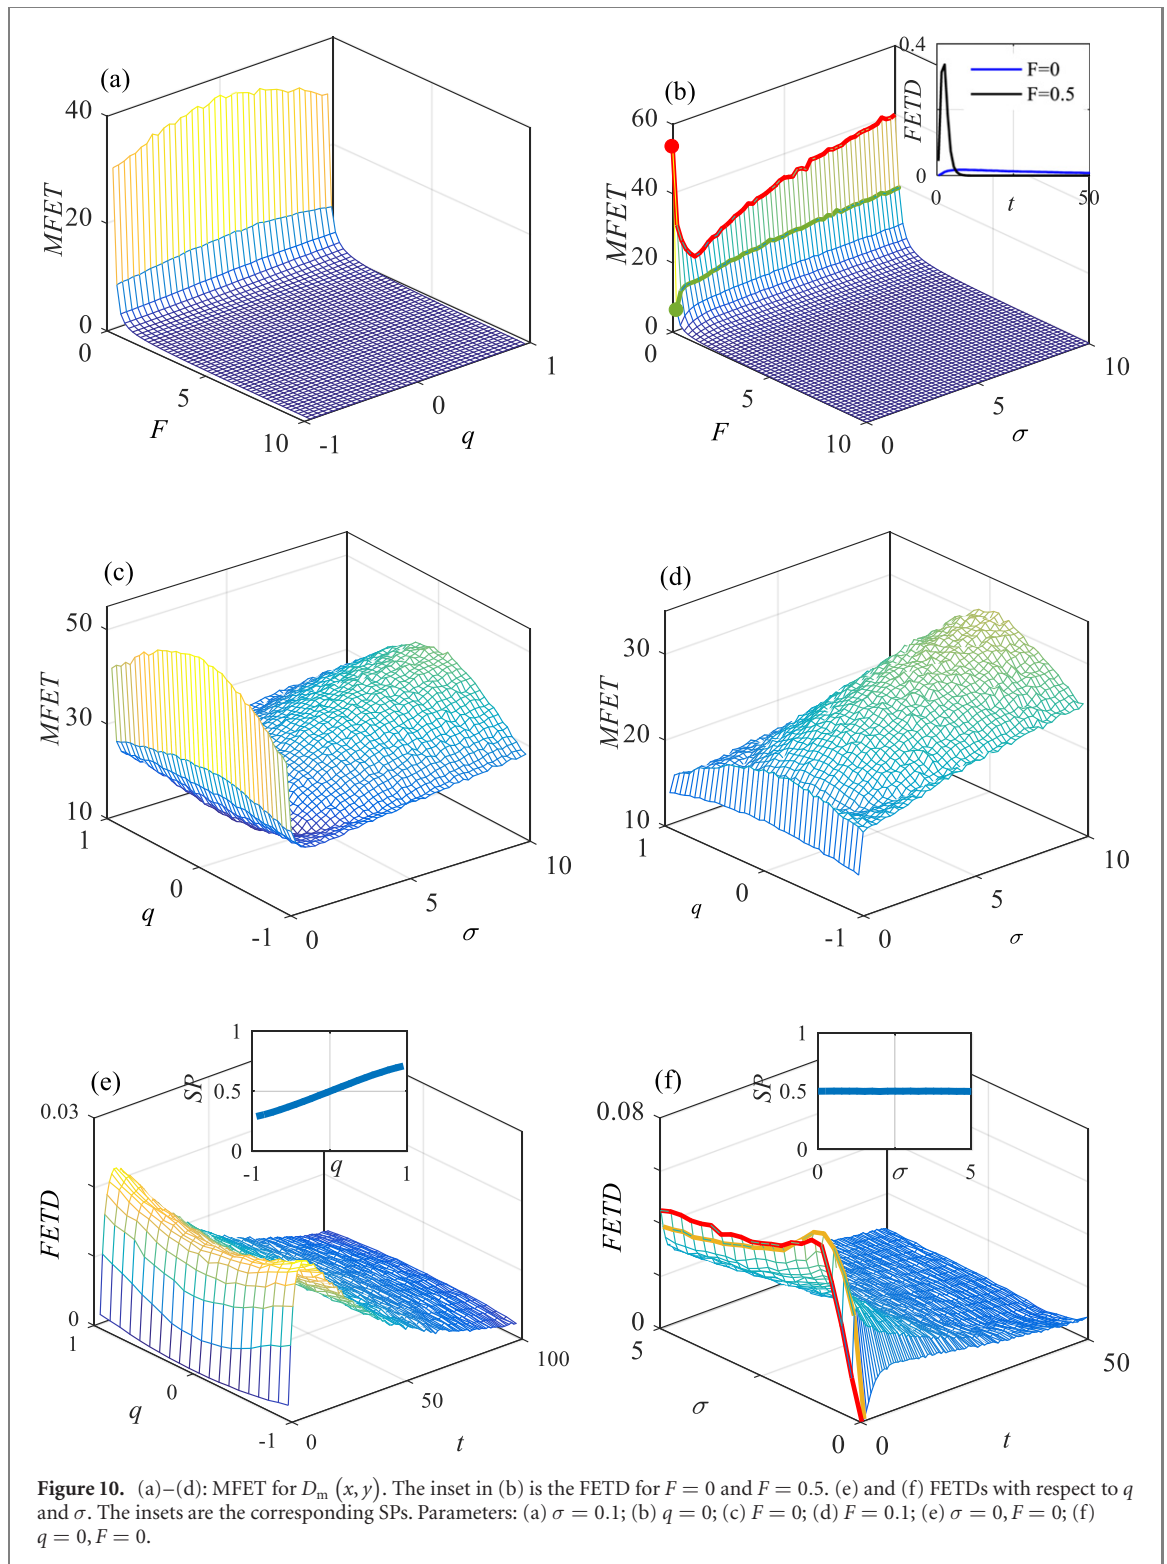 (a)
40
20
0
MFET
0
5
10
F
-1
0
1
q
(b)
60
40
20
0
MFET
0
5
10
F
0
5
10
σ
0.4
0
FETD
F=0
F=0.5
0
t
50
(c)
50
30
10
MFET
1
0
-1
q
0
5
10
σ
(d)
30
20
10
MFET
1
0
-1
q
0
5
10
σ
(e)
0.03
0
FETD
1
0
-1
q
0
50
100
t
1
0.5
0
SP
-1
q
1
(f)
0.08
0
FETD
5
0
σ
0
50
t
1
0.5
0
SP
0
σ
5
Figure 10. (a)–(d): MFET for Dm (x, y). The inset in (b) is the FETD for F = 0 and F = 0.5. (e) and (f) FETDs with respect to q
and σ. The insets are the corresponding SPs. Parameters: (a) σ = 0.1; (b) q = 0; (c) F = 0; (d) F = 0.1; (e) σ = 0, F = 0; (f)
q = 0, F = 0.